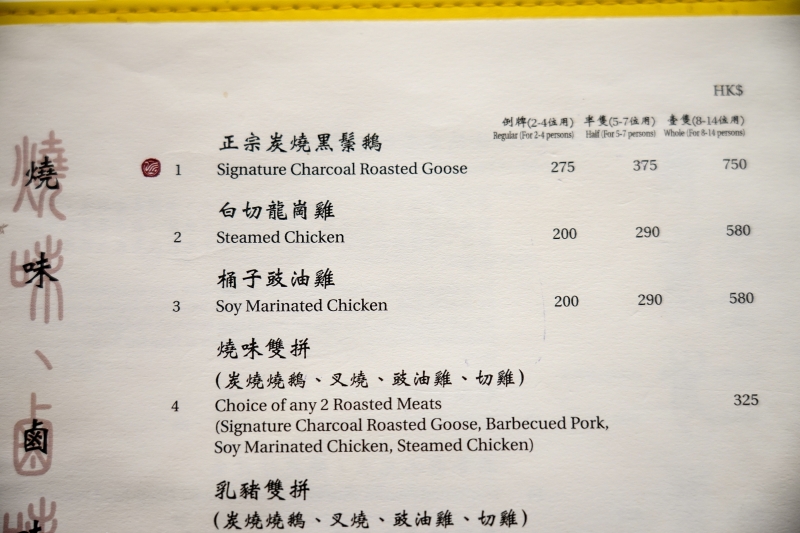 HK$
例牌(2-4位用) 半隻(5-7位用) 壹隻(8-14位用)
Regular (For 2-4 persons) Half (For 5-7 persons) Whole (For 8-14 persons)
正宗炭燒黑鬃鵝
1 Signature Charcoal Roasted Goose 275 375 750
白切龍崗雞
2 Steamed Chicken 200 290 580
桶子豉油雞
3 Soy Marinated Chicken 200 290 580
燒味雙拼
(炭燒燒鵝、叉燒、豉油雞、切雞)
4 Choice of any 2 Roasted Meats 325
(Signature Charcoal Roasted Goose, Barbecued Pork,
Soy Marinated Chicken, Steamed Chicken)
乳豬雙拼
(炭燒燒鵝、叉燒、豉油雞、切雞)
燒味、鹵